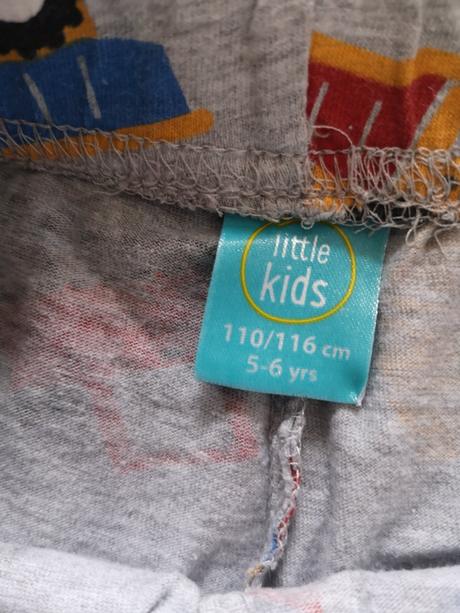 little
kids
110/116 cm
5-6 yrs